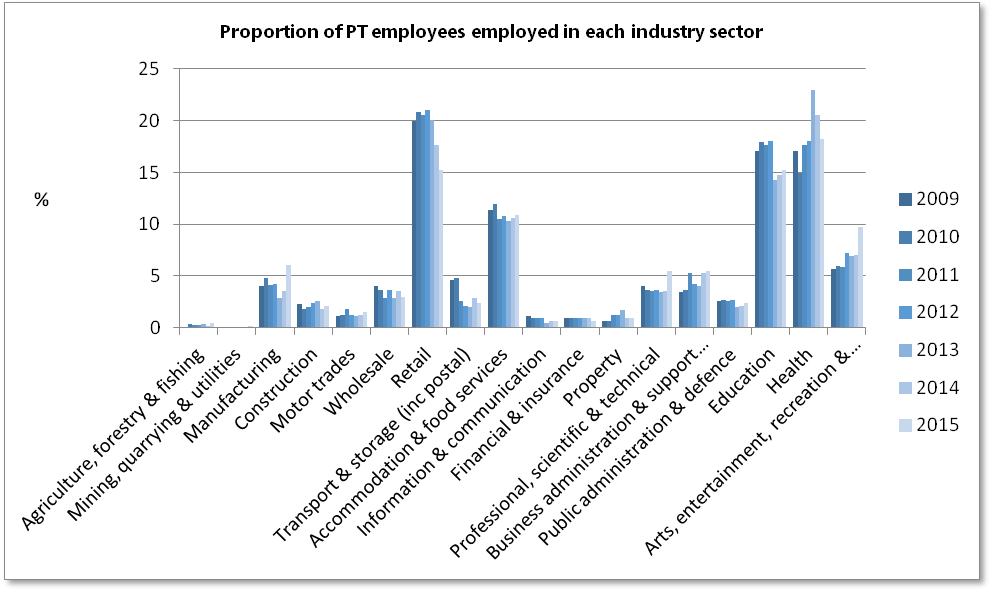 Proportion of PT employees employed in each industry sector
25
20
15
10
5
0
%
Agriculture, forestry & fishing
Mining, quarrying & utilities
Manufacturing
Construction
Motor trades
Wholesale
Retail
Transport & storage (inc postal)
Accommodation & food services
Information & communication
Financial & insurance
Property
Professional, scientific & technical
Business administration & support...
Public administration & defence
Education
Health
Arts, entertainment, recreation &...
2009
2010
2011
2012
2013
2014
2015